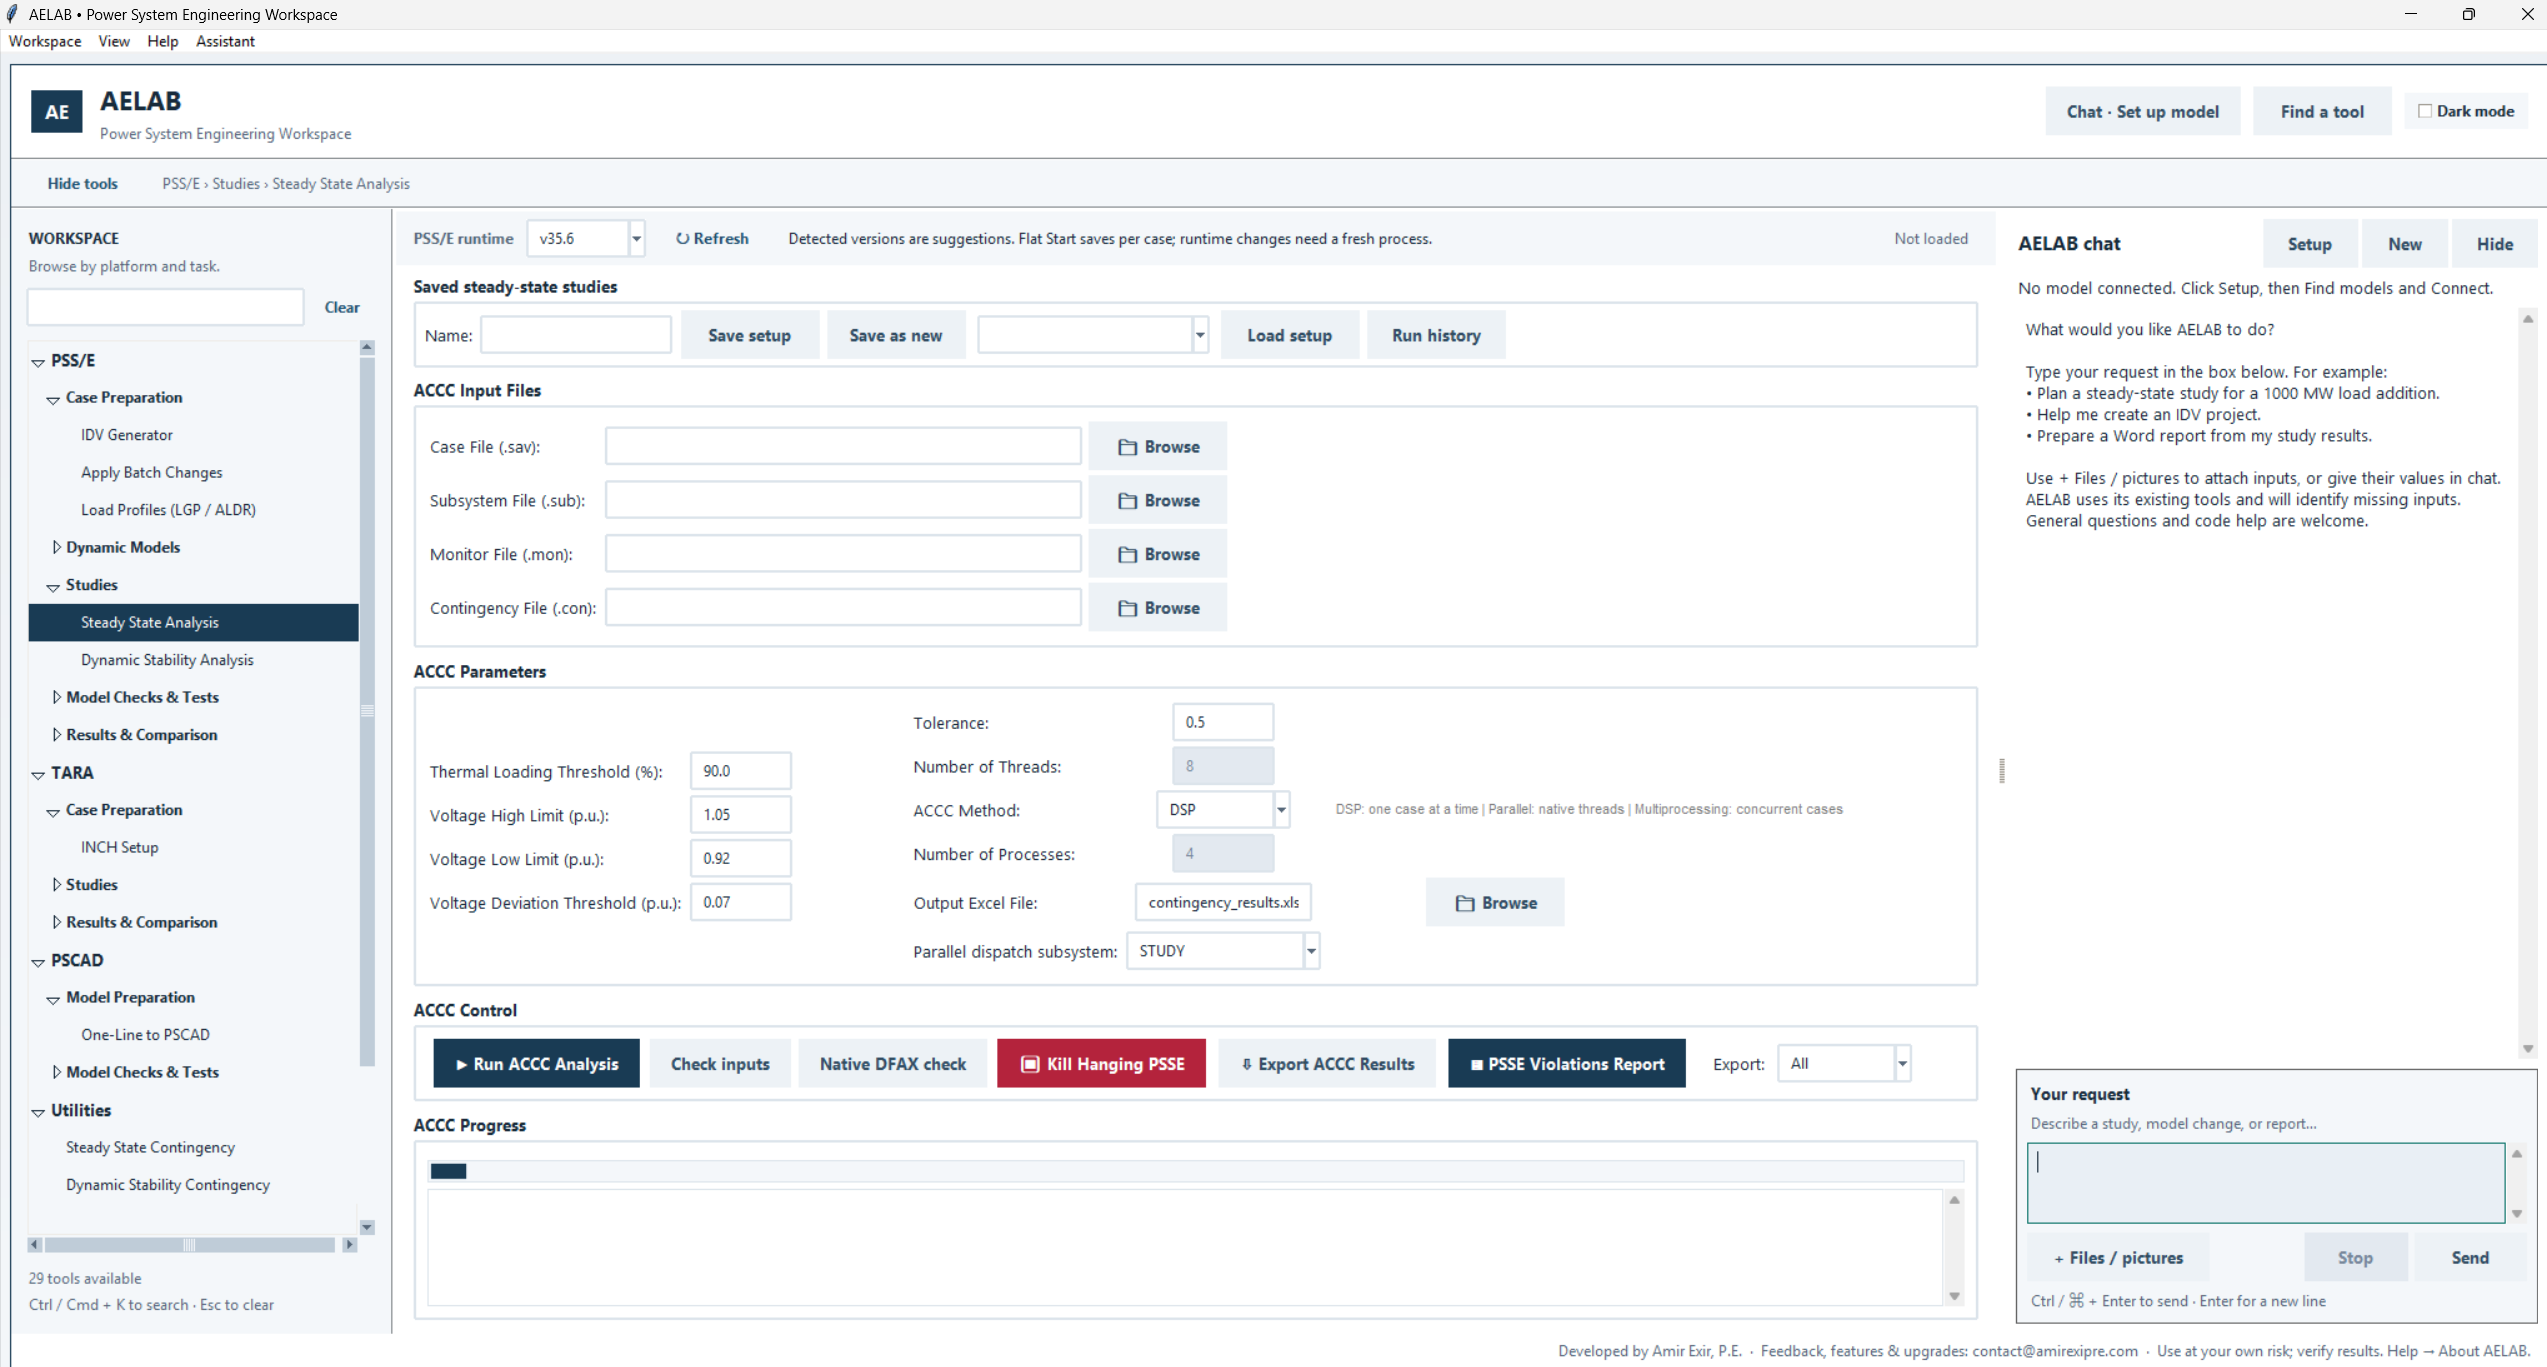 AELAB • Power System Engineering Workspace
Workspace View Help Assistant
AE
AELAB
Power System Engineering Workspace
Chat · Set up model
Find a tool
Dark mode
Hide tools
PSS/E › Studies › Steady State Analysis
WORKSPACE
Browse by platform and task.
Clear
PSS/E
Case Preparation
IDV Generator
Apply Batch Changes
Load Profiles (LGP / ALDR)
Dynamic Models
Studies
Steady State Analysis
Dynamic Stability Analysis
Model Checks & Tests
Results & Comparison
TARA
Case Preparation
INCH Setup
Studies
Results & Comparison
PSCAD
Model Preparation
One-Line to PSCAD
Model Checks & Tests
Utilities
Steady State Contingency
Dynamic Stability Contingency
29 tools available
Ctrl / Cmd + K to search · Esc to clear
PSS/E runtime v35.6 ↻ Refresh Detected versions are suggestions. Flat Start saves per case; runtime changes need a fresh process. Not loaded
Saved steady-state studies
Name: Save setup Save as new Load setup Run history
ACCC Input Files
Case File (.sav): Browse
Subsystem File (.sub): Browse
Monitor File (.mon): Browse
Contingency File (.con): Browse
ACCC Parameters
Thermal Loading Threshold (%): 90.0
Voltage High Limit (p.u.): 1.05
Voltage Low Limit (p.u.): 0.92
Voltage Deviation Threshold (p.u.): 0.07
Tolerance: 0.5
Number of Threads: 8
ACCC Method: DSP DSP: one case at a time | Parallel: native threads | Multiprocessing: concurrent cases
Number of Processes: 4
Output Excel File: contingency_results.xls Browse
Parallel dispatch subsystem: STUDY
ACCC Control
▶ Run ACCC Analysis Check inputs Native DFAX check Kill Hanging PSSE ⇩ Export ACCC Results PSSE Violations Report Export: All
ACCC Progress
AELAB chat Setup New Hide
No model connected. Click Setup, then Find models and Connect.
What would you like AELAB to do?
Type your request in the box below. For example:
• Plan a steady-state study for a 1000 MW load addition.
• Help me create an IDV project.
• Prepare a Word report from my study results.
Use + Files / pictures to attach inputs, or give their values in chat.
AELAB uses its existing tools and will identify missing inputs.
General questions and code help are welcome.
Your request
Describe a study, model change, or report...
+ Files / pictures Stop Send
Ctrl / ⌘ + Enter to send · Enter for a new line
Developed by Amir Exir, P.E. · Feedback, features & upgrades: contact@amirexipre.com · Use at your own risk; verify results. Help → About AELAB.